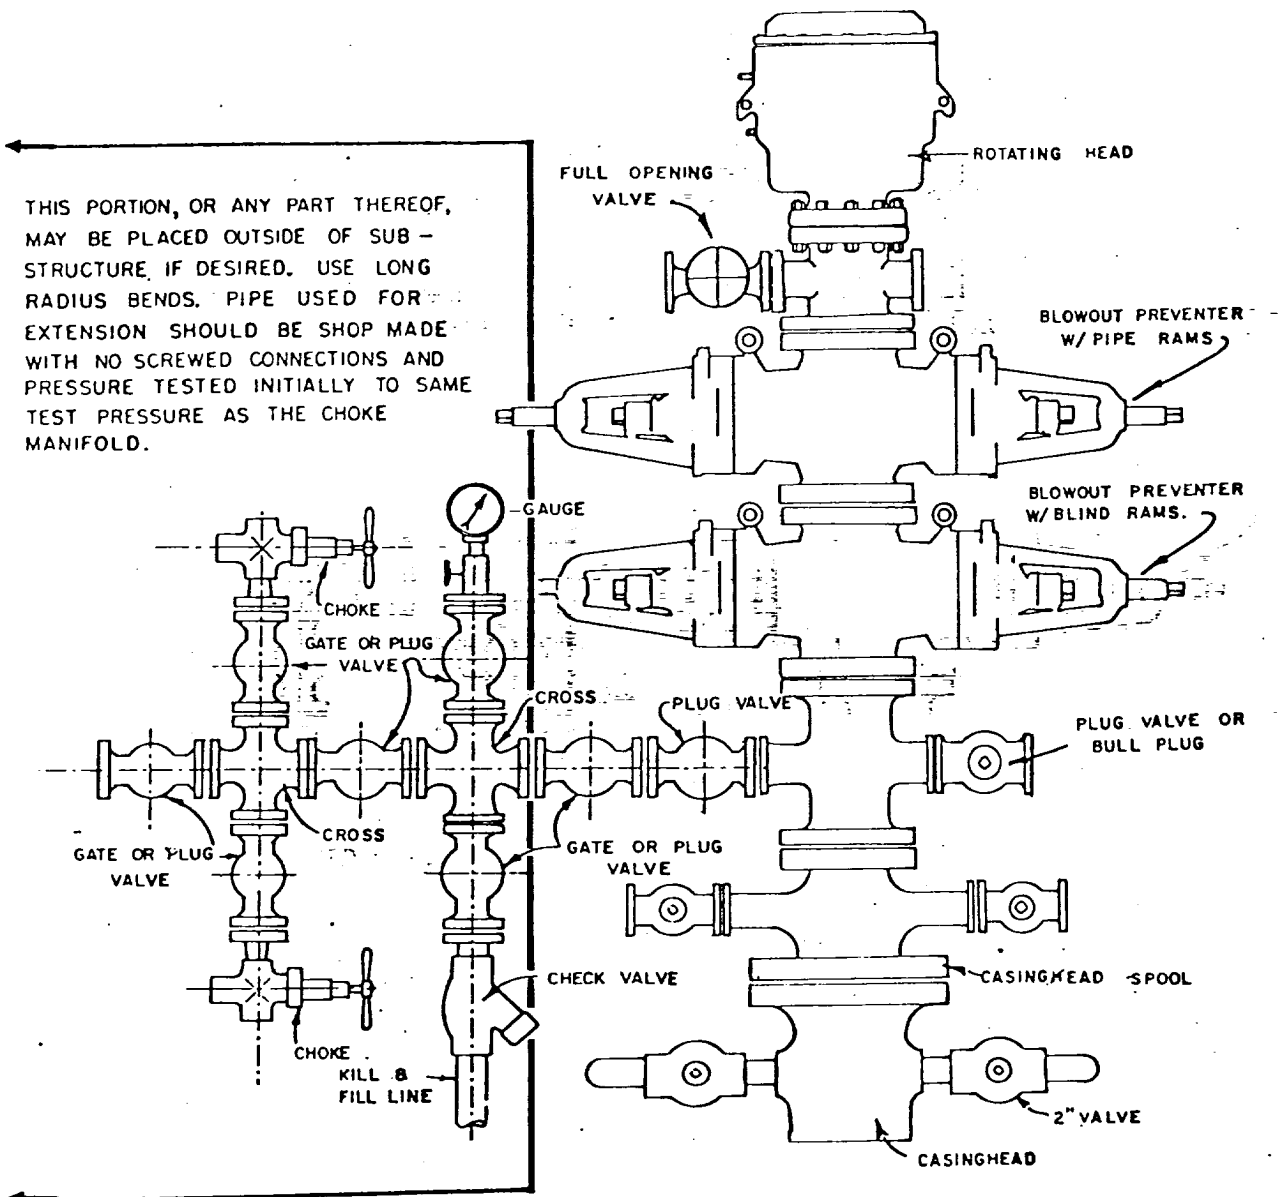 ROTATING HEAD
FULL OPENING
VALVE
THIS PORTION, OR ANY PART THEREOF,
MAY BE PLACED OUTSIDE OF SUB-
STRUCTURE IF DESIRED. USE LONG
RADIUS BENDS. PIPE USED FOR
EXTENSION SHOULD BE SHOP MADE
WITH NO SCREWED CONNECTIONS AND
PRESSURE TESTED INITIALLY TO SAME
TEST PRESSURE AS THE CHOKE
MANIFOLD.
BLOWOUT PREVENTER
W/ PIPE RAMS
BLOWOUT PREVENTER
W/ BLIND RAMS.
GAUGE
CHOKE
GATE OR PLUG
VALVE
CROSS
PLUG VALVE
PLUG VALVE OR
BULL PLUG
CROSS
GATE OR PLUG
VALVE
GATE OR PLUG
VALVE
CHECK VALVE
CASINGHEAD SPOOL
CHOKE
KILL &
FILL LINE
2" VALVE
CASINGHEAD